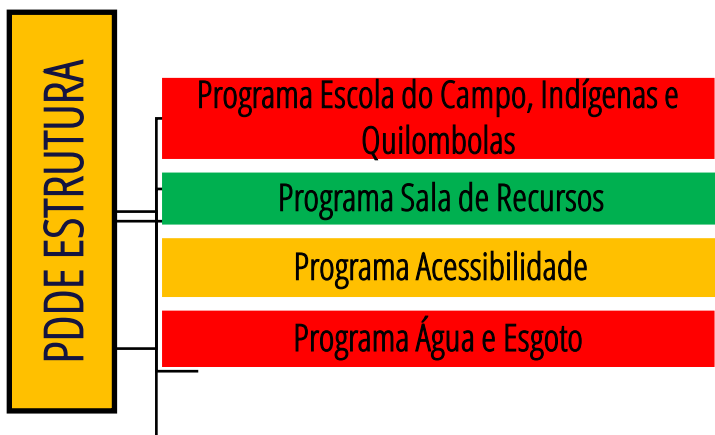 PDDE ESTRUTURA
Programa Escola do Campo, Indígenas e
Quilombolas
Programa Sala de Recursos
Programa Acessibilidade
Programa Água e Esgoto